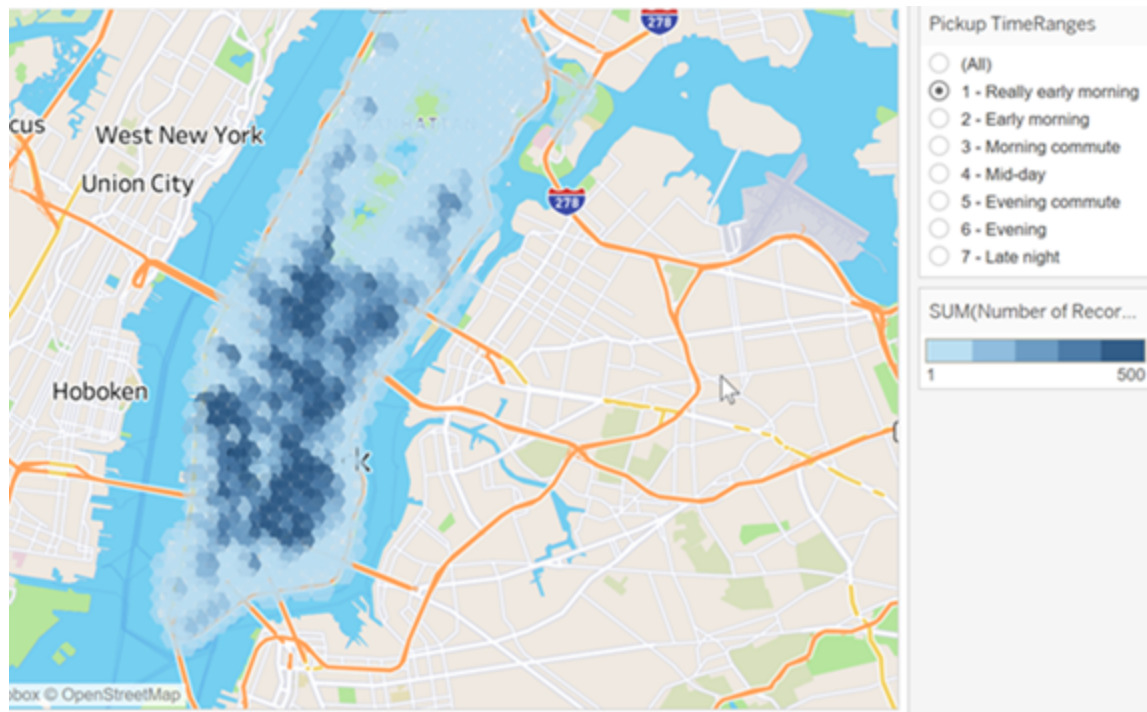 278
cus
West New York
MANHATTAN
Union City
278
Hoboken
k
box © OpenStreetMap
Pickup TimeRanges
(All)
1 - Really early morning
2 - Early morning
3 - Morning commute
4 - Mid-day
5 - Evening commute
6 - Evening
7 - Late night
SUM(Number of Recor...
1
500